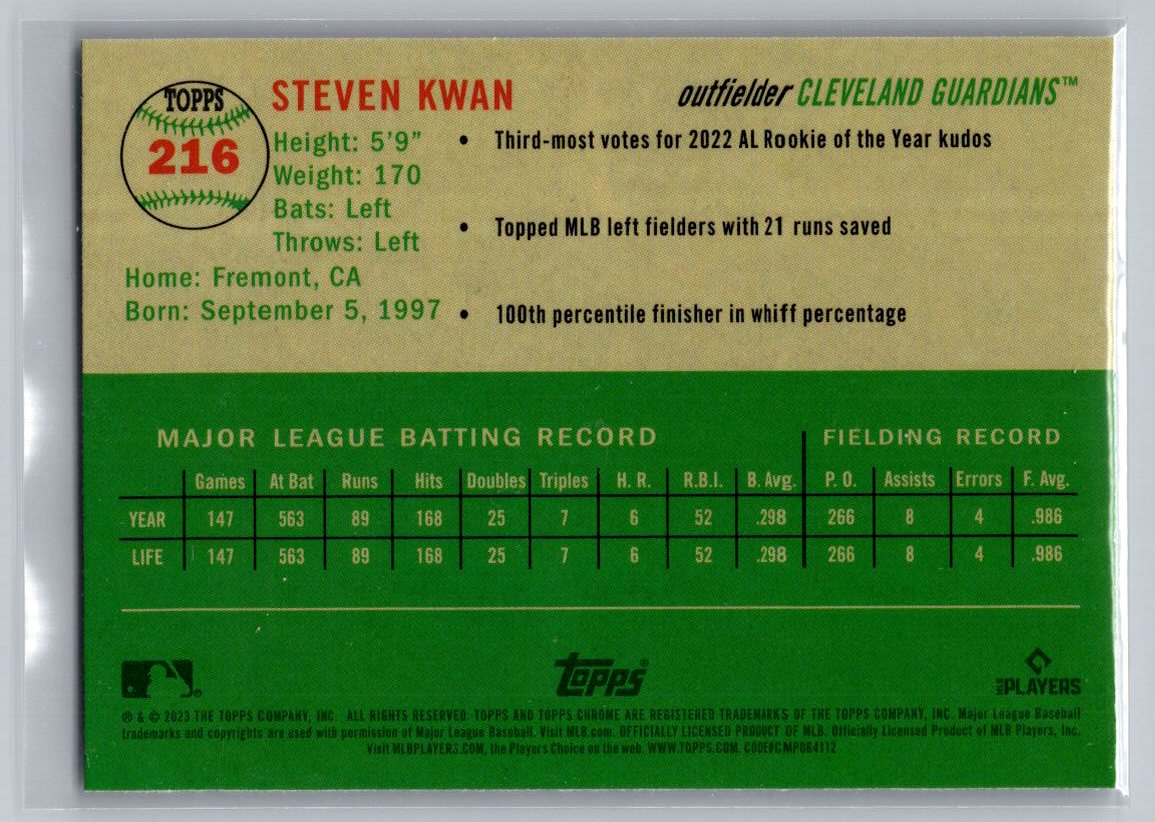 TOPPS
216
STEVEN KWAN
outfielder CLEVELAND GUARDIANS™
Height: 5'9"
Weight: 170
Bats: Left
Throws: Left
Home: Fremont, CA
Born: September 5, 1997
• Third-most votes for 2022 AL Rookie of the Year kudos
• Topped MLB left fielders with 21 runs saved
• 100th percentile finisher in whiff percentage
MAJOR LEAGUE BATTING RECORD FIELDING RECORD
Games At Bat Runs Hits Doubles Triples H. R. R.B.I. B. Avg. P. O. Assists Errors F. Avg.
YEAR 147 563 89 168 25 7 6 52 .298 266 8 4 .986
LIFE 147 563 89 168 25 7 6 52 .298 266 8 4 .986
®
Topps®
MLB PLAYERS
® & © 2023 THE TOPPS COMPANY, INC. ALL RIGHTS RESERVED. TOPPS AND TOPPS CHROME ARE REGISTERED TRADEMARKS OF THE TOPPS COMPANY, INC. Major League Baseball
trademarks and copyrights are used with permission of Major League Baseball. Visit MLB.com. OFFICIALLY LICENSED PRODUCT OF MLB. Officially Licensed Product of MLB Players, Inc.
Visit MLBPLAYERS.COM, the Players Choice on the web. WWW.TOPPS.COM. CODE#CMP064112